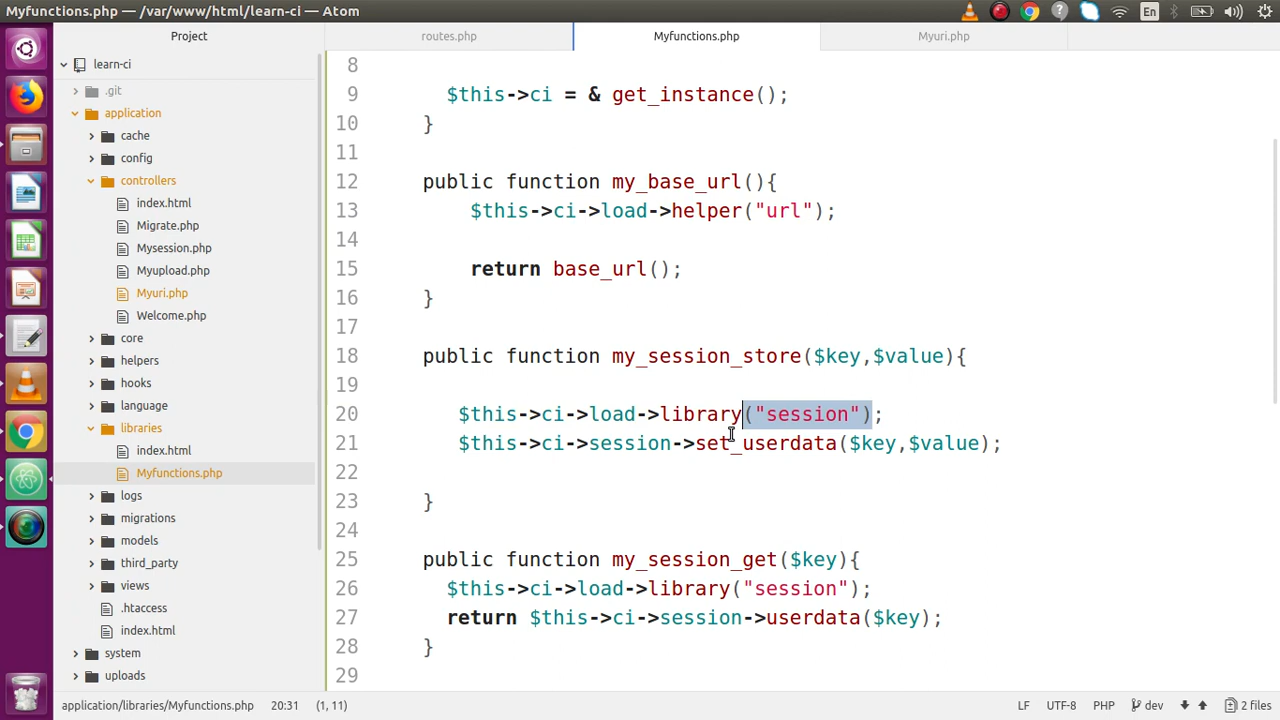 Myfunctions.php — /var/www/html/learn-ci — Atom
En
Project
routes.php
Myfunctions.php
Myuri.php
learn-ci
.git
application
cache
config
controllers
index.html
Migrate.php
Mysession.php
Myupload.php
Myuri.php
Welcome.php
core
helpers
hooks
language
libraries
index.html
Myfunctions.php
logs
migrations
models
third_party
views
.htaccess
index.html
system
uploads
8
9 $this->ci = & get_instance();
10 }
11
12 public function my_base_url(){
13 $this->ci->load->helper("url");
14
15 return base_url();
16 }
17
18 public function my_session_store($key,$value){
19
20 $this->ci->load->library("session");
21 $this->ci->session->set_userdata($key,$value);
22
23 }
24
25 public function my_session_get($key){
26 $this->ci->load->library("session");
27 return $this->ci->session->userdata($key);
28 }
29
application/libraries/Myfunctions.php 20:31 (1, 11) LF UTF-8 PHP dev 2 files